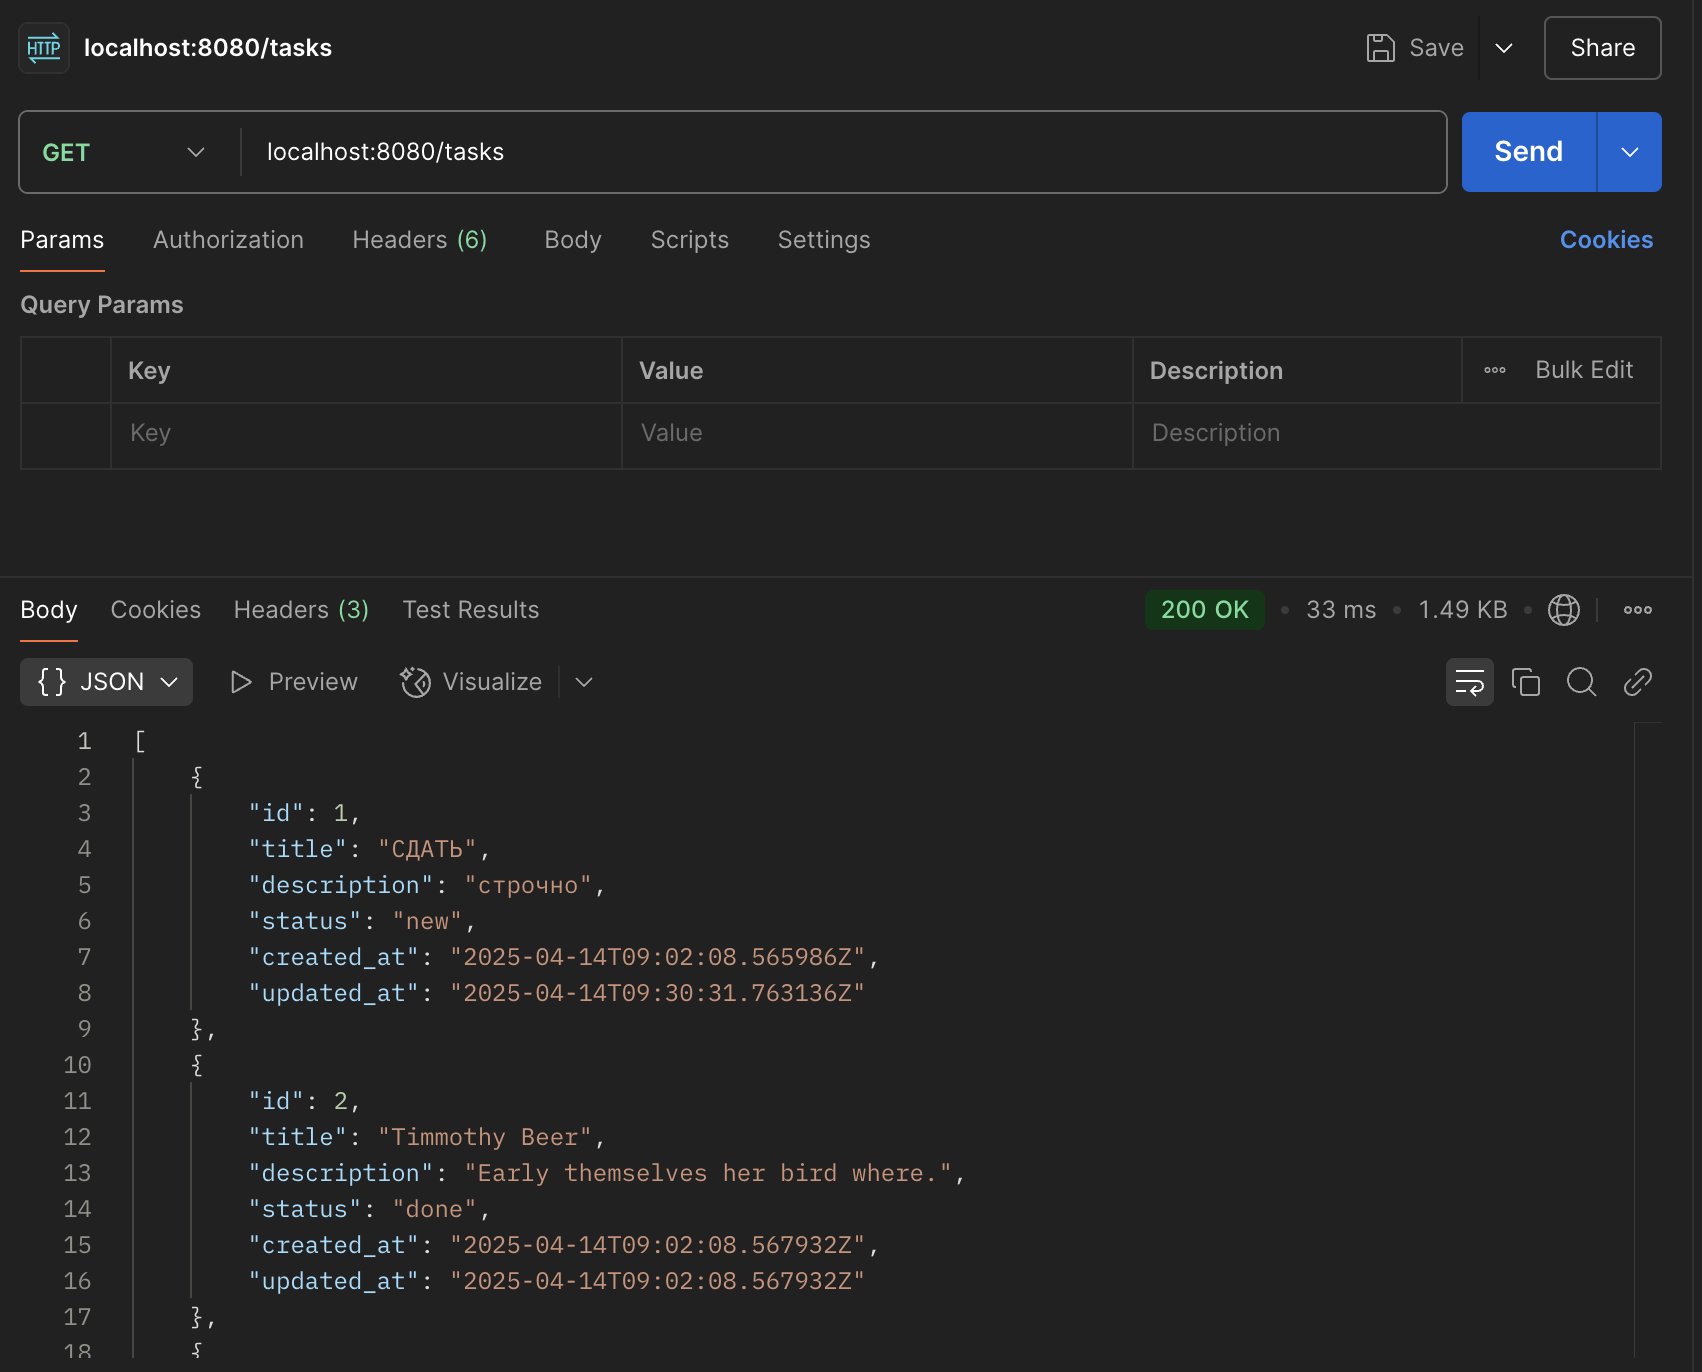 HTTP localhost:8080/tasks Save Share
GET localhost:8080/tasks Send
Params Authorization Headers (6) Body Scripts Settings Cookies
Query Params
Key Value Description Bulk Edit
Key Value Description
Body Cookies Headers (3) Test Results 200 OK • 33 ms • 1.49 KB •
{} JSON Preview Visualize
1 [
2 {
3 "id": 1,
4 "title": "СДАТЬ",
5 "description": "строчно",
6 "status": "new",
7 "created_at": "2025-04-14T09:02:08.565986Z",
8 "updated_at": "2025-04-14T09:30:31.763136Z"
9 },
10 {
11 "id": 2,
12 "title": "Timmothy Beer",
13 "description": "Early themselves her bird where.",
14 "status": "done",
15 "created_at": "2025-04-14T09:02:08.567932Z",
16 "updated_at": "2025-04-14T09:02:08.567932Z"
17 },
18 {